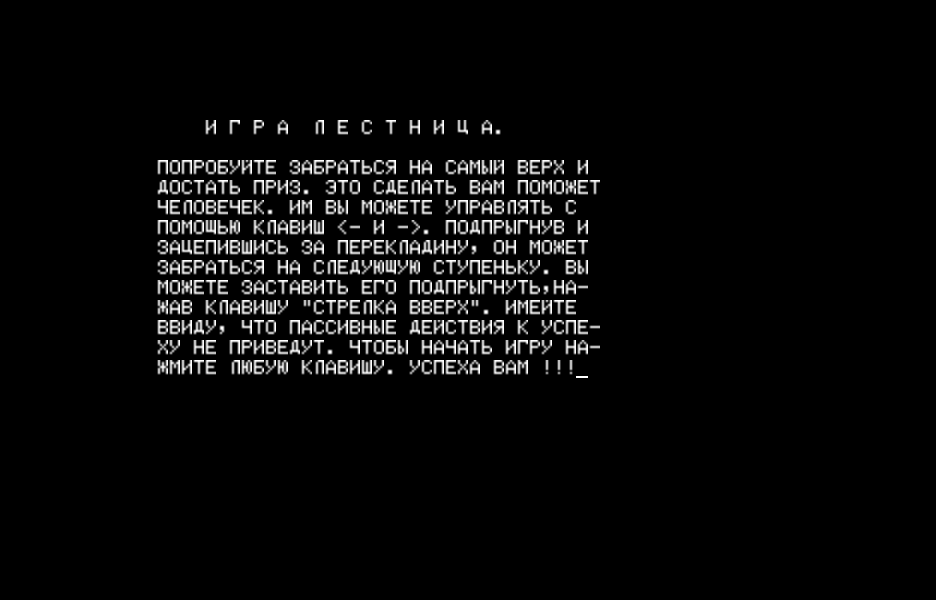 И Г Р А  Л Е С Т Н И Ц А.
ПОПРОБУЙТЕ ЗАБРАТЬСЯ НА САМЫЙ ВЕРХ И
ДОСТАТЬ ПРИЗ. ЭТО СДЕЛАТЬ ВАМ ПОМОЖЕТ
ЧЕЛОВЕЧЕК. ИМ ВЫ МОЖЕТЕ УПРАВЛЯТЬ С
ПОМОЩЬЮ КЛАВИШ <- И ->. ПОДПРЫГНУВ И
ЗАЦЕПИВШИСЬ ЗА ПЕРЕКЛАДИНУ, ОН МОЖЕТ
ЗАБРАТЬСЯ НА СЛЕДУЮЩУЮ СТУПЕНЬКУ. ВЫ
МОЖЕТЕ ЗАСТАВИТЬ ЕГО ПОДПРЫГНУТЬ,НА-
ЖАВ КЛАВИШУ "СТРЕЛКА ВВЕРХ". ИМЕЙТЕ
ВВИДУ, ЧТО ПАССИВНЫЕ ДЕЙСТВИЯ К УСПЕ-
ХУ НЕ ПРИВЕДУТ. ЧТОБЫ НАЧАТЬ ИГРУ НА-
ЖМИТЕ ЛЮБУЮ КЛАВИШУ. УСПЕХА ВАМ !!!_